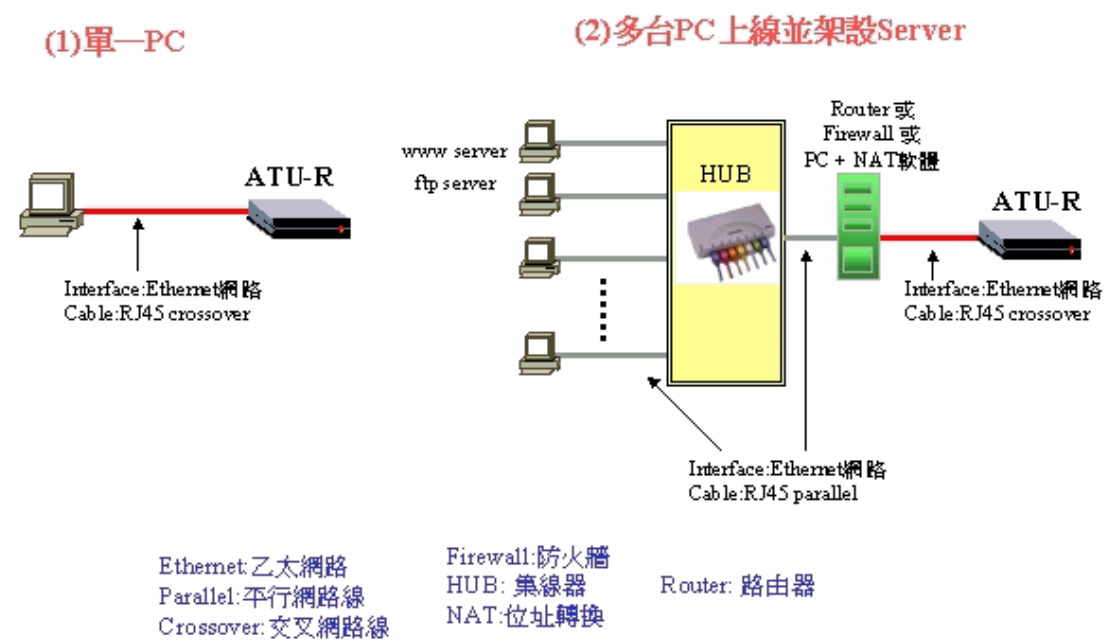 (1)單一PC
ATU-R
Interface:Ethernet網路
Cable:RJ45 crossover
(2)多台PC上線並架設Server
www server
ftp server
HUB
Router 或
Firewall 或
PC + NAT軟體
ATU-R
Interface:Ethernet網路
Cable:RJ45 crossover
Interface:Ethernet網路
Cable:RJ45 parallel
Ethernet:乙太網路
Parallel:平行網路線
Crossover:交叉網路線
Firewall:防火牆
HUB: 集線器
NAT:位址轉換
Router: 路由器